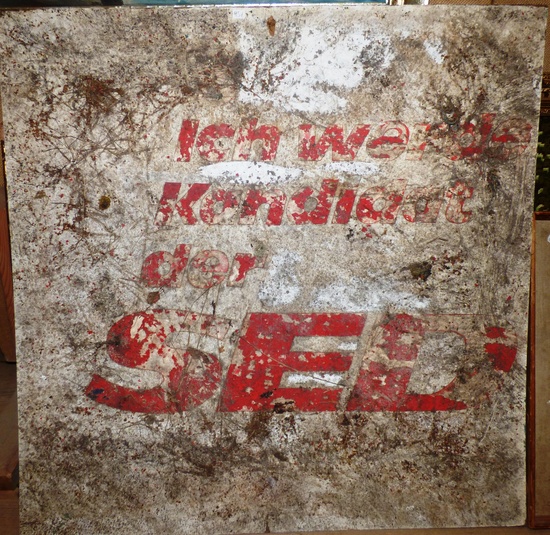 Ich werde
Kandidat
der
SED